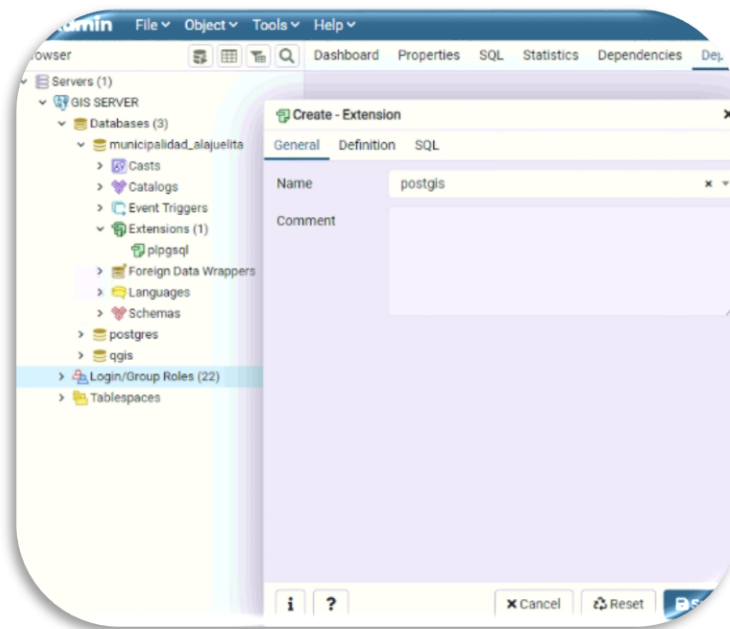 File Object Tools Help
Dashboard Properties SQL Statistics Dependencies
Servers (1)
GIS SERVER
Databases (3)
municipalidad_alajuelita
Casts
Catalogs
Event Triggers
Extensions (1)
plpgsql
Foreign Data Wrappers
Languages
Schemas
postgres
qgis
Login/Group Roles (22)
Tablespaces
Create - Extension
General Definition SQL
Name postgis
Comment
i ? Cancel Reset